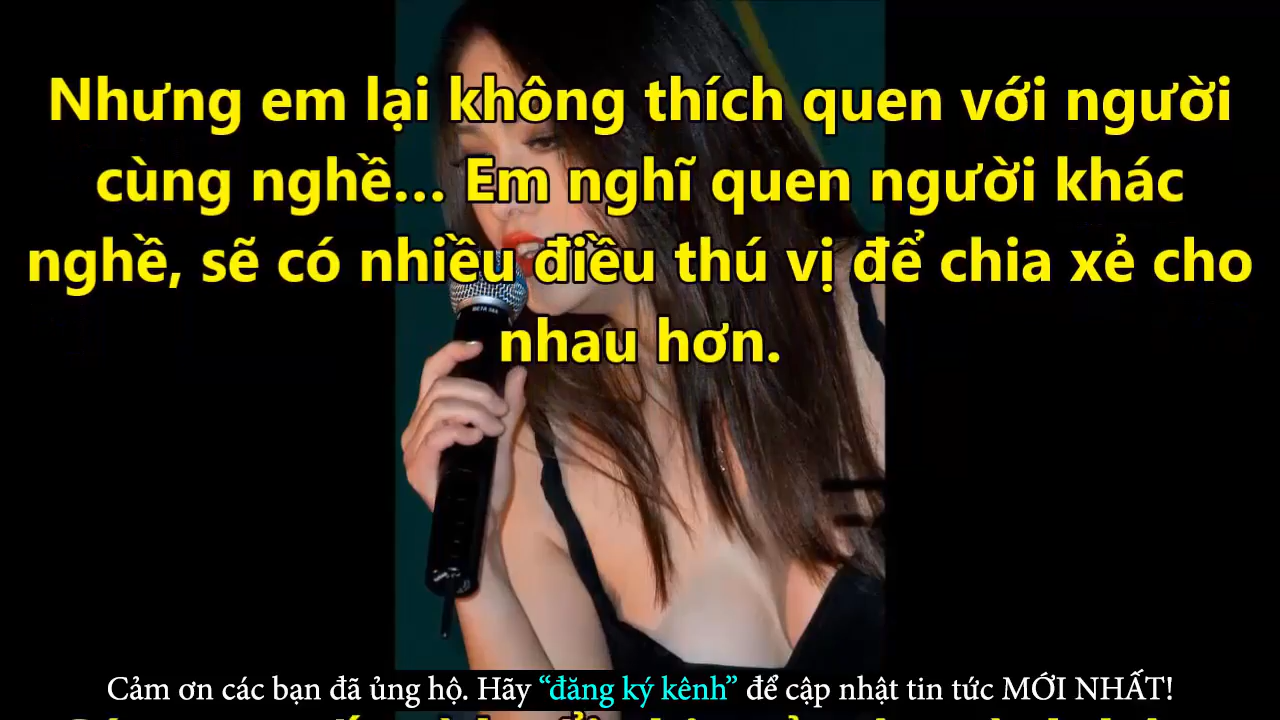 Nhưng em lại không thích quen với người
cùng nghề... Em nghĩ quen người khác
nghề, sẽ có nhiều điều thú vị để chia xẻ cho
nhau hơn.
Cảm ơn các bạn đã ủng hộ. Hãy “đăng ký kênh” để cập nhật tin tức MỚI NHẤT!